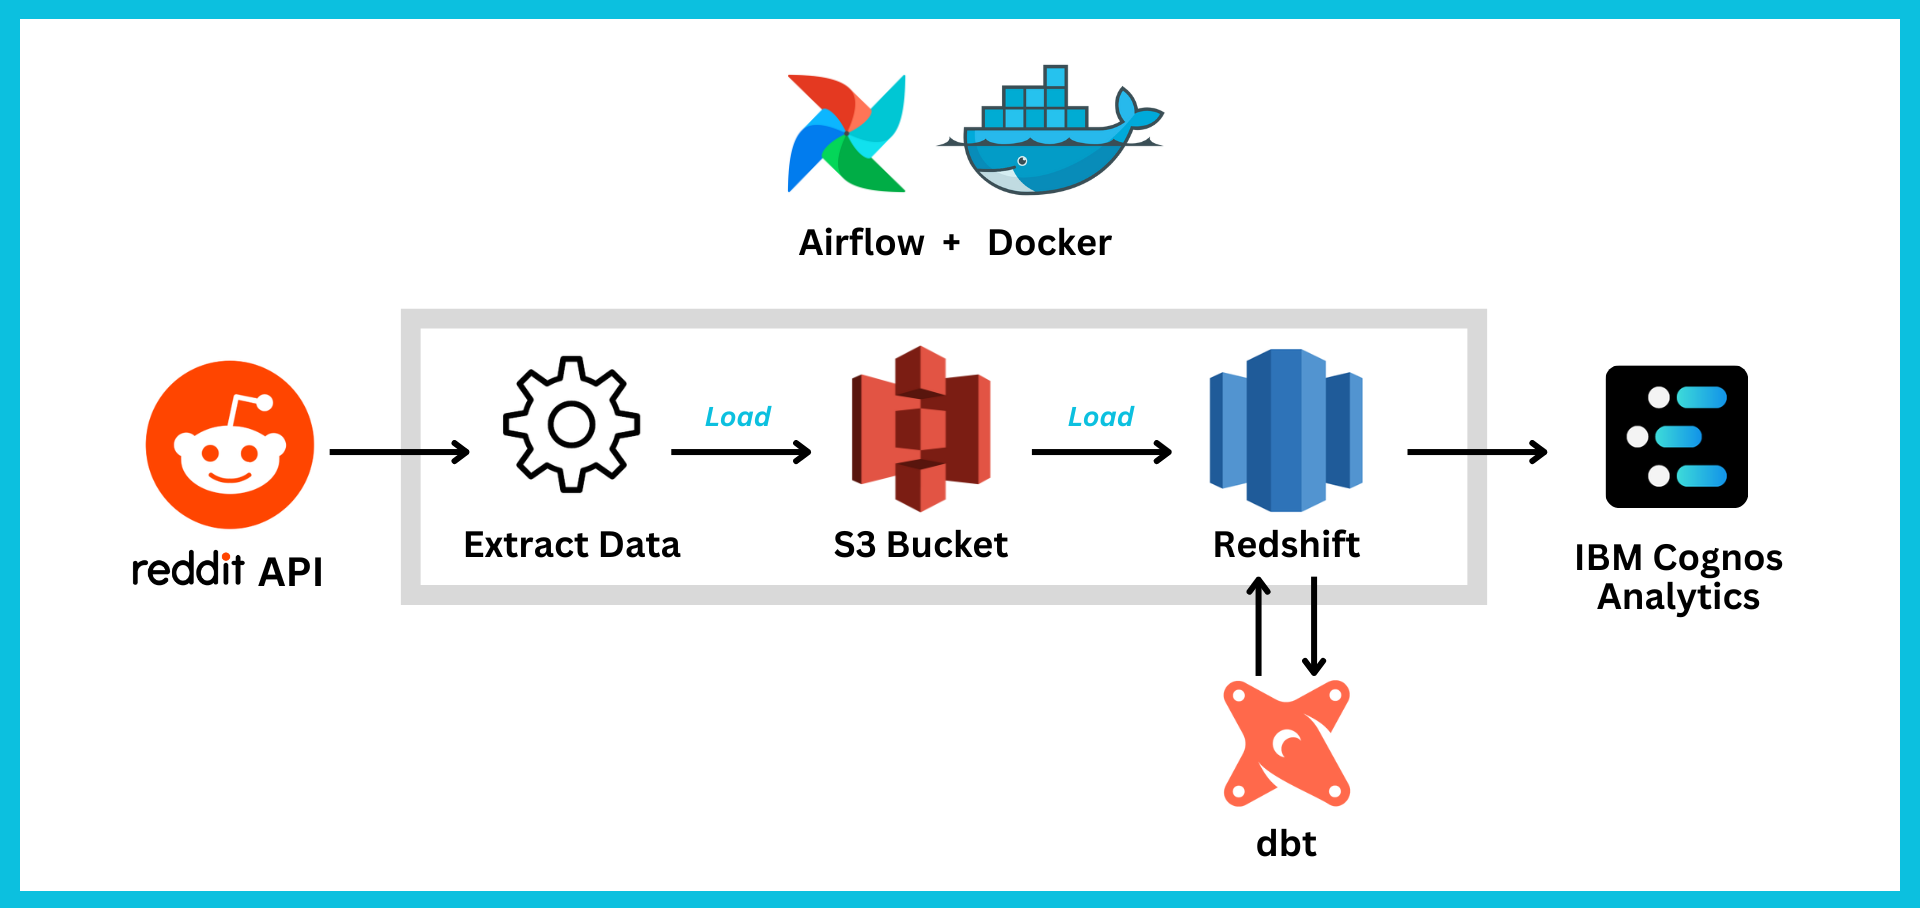 Airflow + Docker
Load
Load
Extract Data
S3 Bucket
Redshift
reddit API
IBM Cognos
Analytics
dbt